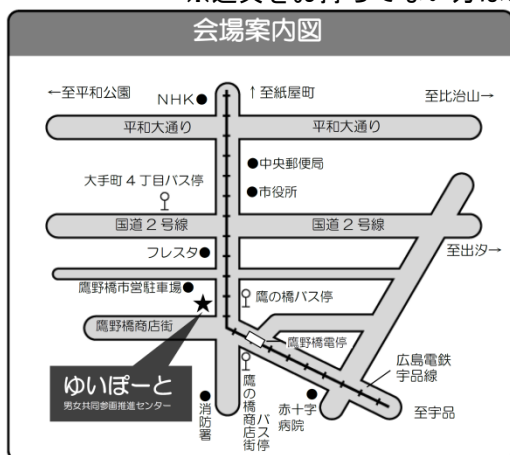 会場案内図
←至平和公園
NHK
↑至紙屋町
至比治山→
平和大通り
平和大通り
中央郵便局
大手町4丁目バス停
市役所
国道2号線
国道2号線
フレスタ
至出汐→
鷹野橋市営駐車場
鷹の橋バス停
鷹野橋商店街
鷹野橋電停
広島電鉄
宇品線
ゆいぽーと
男女共同参画推進センター
消防署
鷹の橋商店街
バス停
赤十字
病院
至宇品